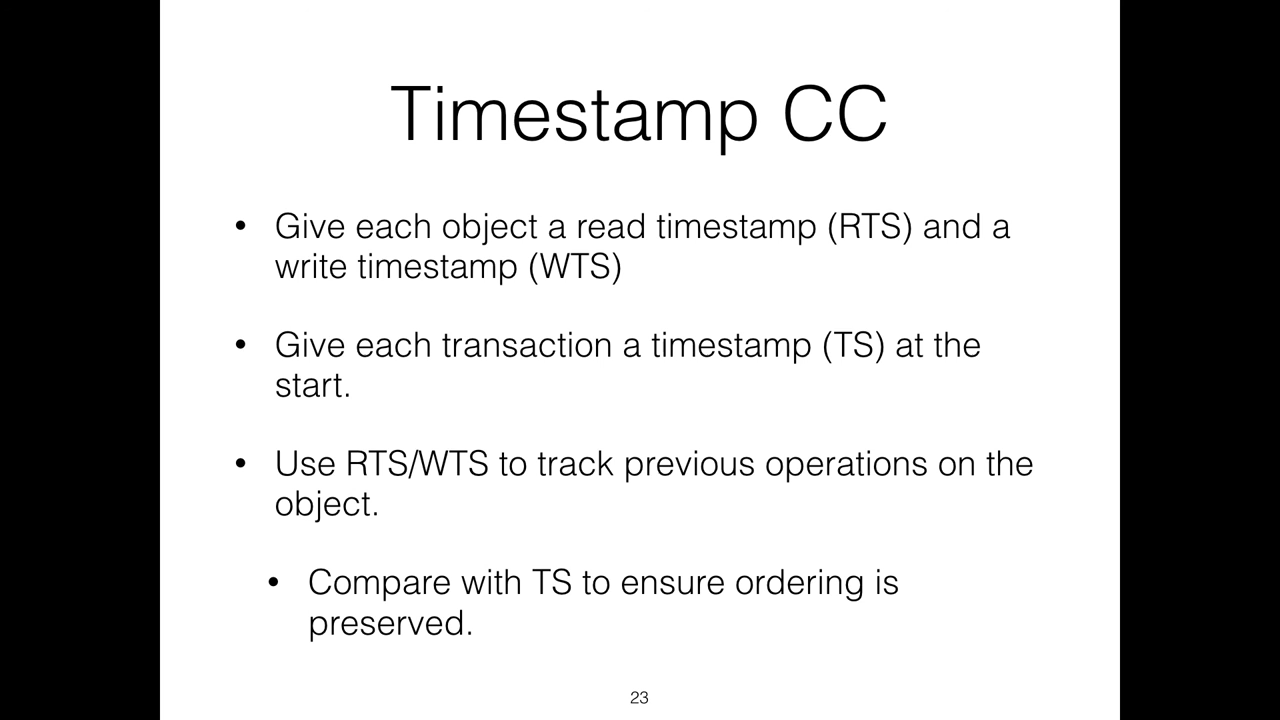 Timestamp CC
• Give each object a read timestamp (RTS) and a
write timestamp (WTS)
• Give each transaction a timestamp (TS) at the
start.
• Use RTS/WTS to track previous operations on the
object.
• Compare with TS to ensure ordering is
preserved.
23